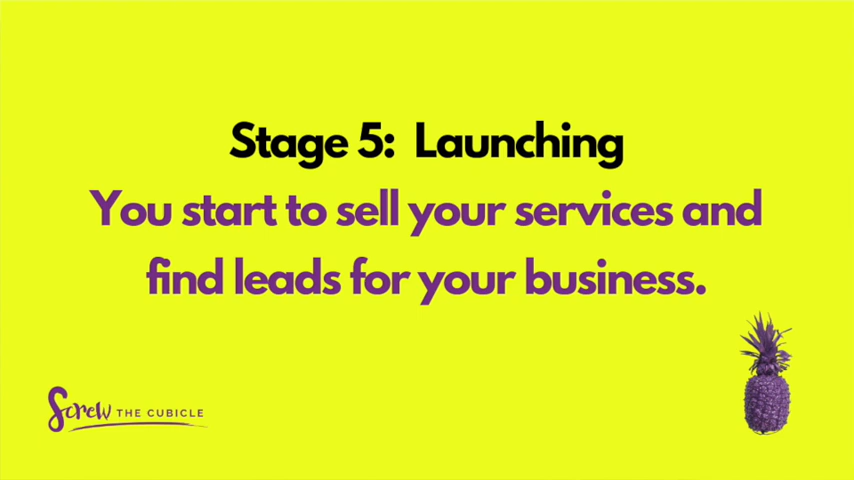 Stage 5: Launching
You start to sell your services and
find leads for your business.
Screw THE CUBICLE